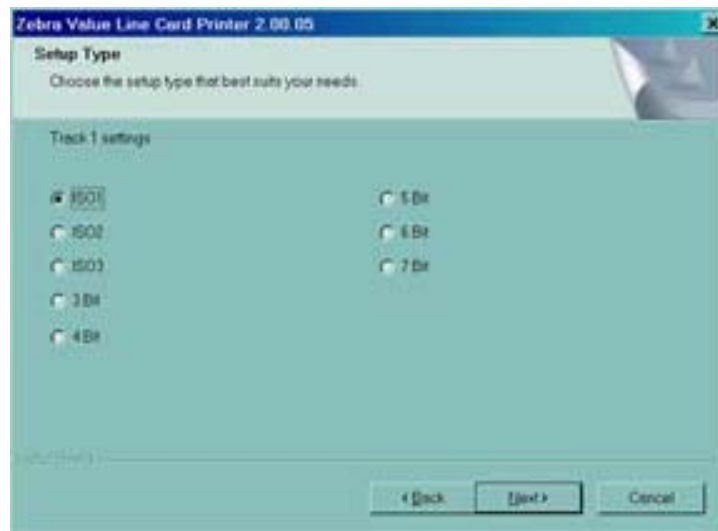 Zebra Value Line Card Printer 2.00.05
Setup Type
Choose the setup type that best suits your needs.
Track 1 settings
ISO1
ISO2
ISO3
3 Bit
4 Bit
5 Bit
6 Bit
7 Bit
< Back
Next >
Cancel